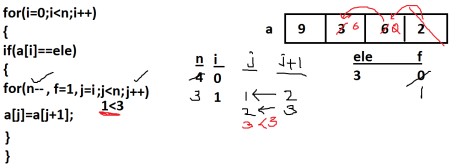 for(i=0;i<n;i++)
{
if(a[i]==ele)
{
for(n--, f=1,j=i;j<n;j++)
1<3
a[j]=a[j+1];
}
}
a 9 3 6 6 2 2
n i j j+1
4 0
3 1 1 ← 2
2 ← 3
3<3
ele f
3 0
1